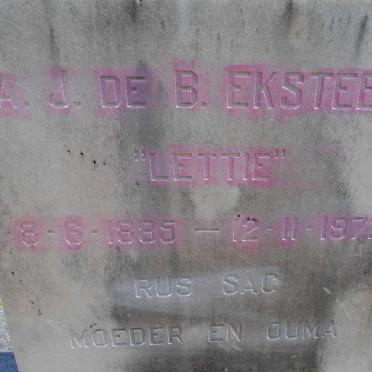 A. J. DE B. EKSTEE
"LETTIE"
8-6-1885 — 12-11-197
RUS SAG
MOEDER EN OUMA